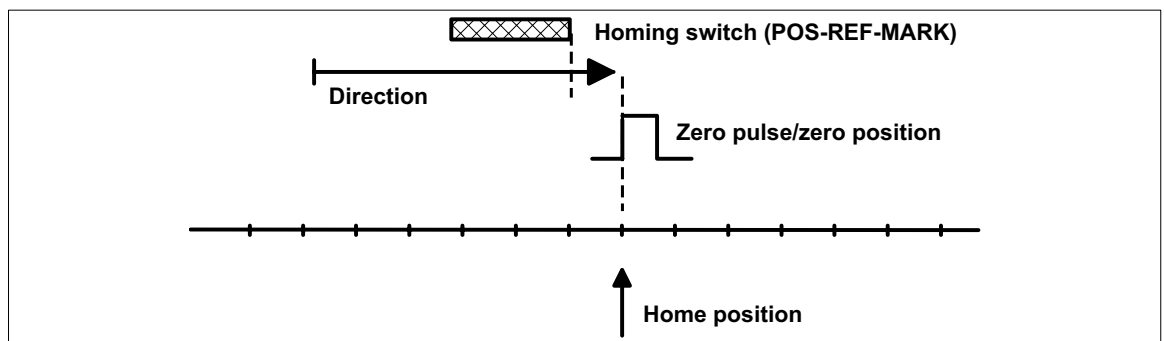 Homing switch (POS-REF-MARK)
Direction
Zero pulse/zero position
Home position